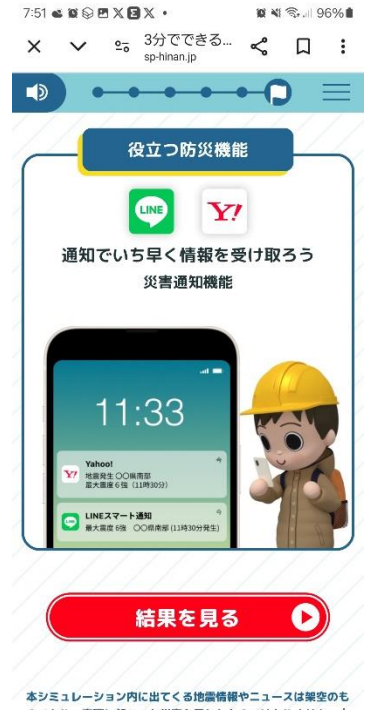 7:51
96%
3分でできる...
sp-hinan.jp
役立つ防災機能
LINE
Y!
通知でいち早く情報を受け取ろう
災害通知機能
11:33
Yahoo!
今
地震発生 〇〇県南部
最大震度6強（11時30分）
LINEスマート通知
今
最大震度 6強 〇〇県南部 (11時30分発生)
結果を見る
本シミュレーション内に出てくる地震情報やニュースは架空のも